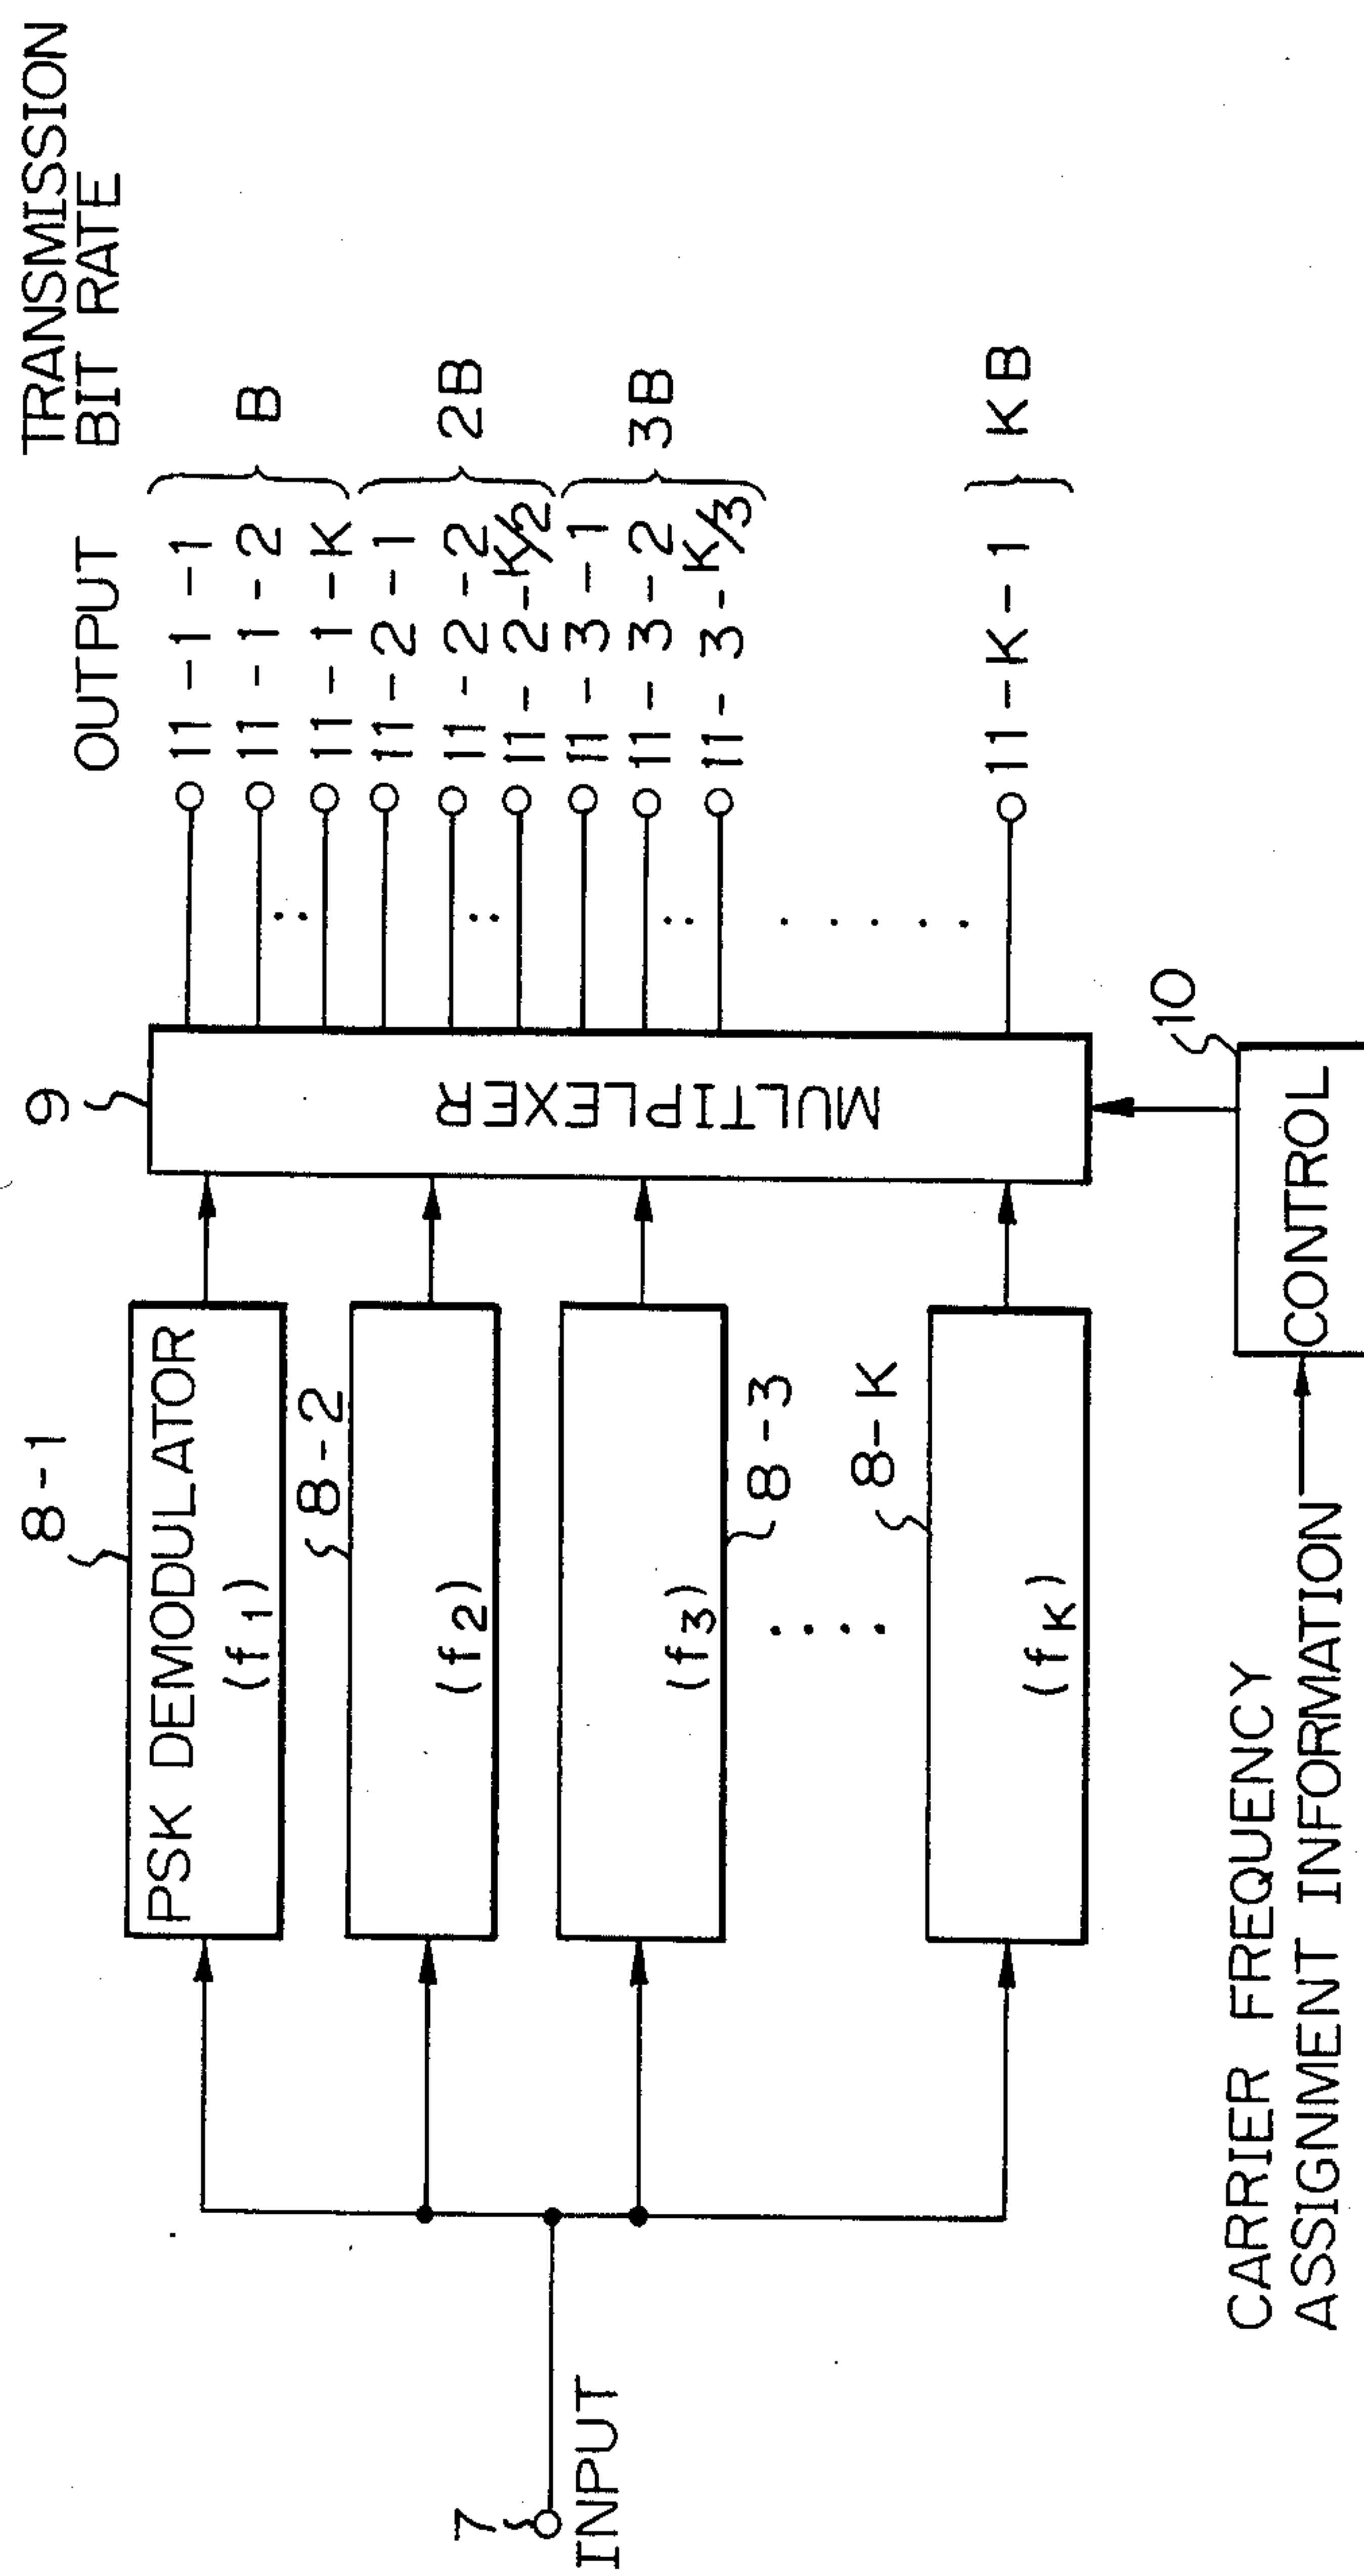 TRANSMISSION
BIT RATE
OUTPUT
11-1-1
11-1-2
11-1-K
B
11-2-1
11-2-2
11-2-K/2
2B
11-3-1
11-3-2
11-3-K/3
3B
11-K-1
KB
9
MULTIPLEXER
10
CONTROL
8-1
PSK DEMODULATOR
(f1)
8-2
(f2)
(f3)
8-3
8-K
(fK)
7
INPUT
CARRIER FREQUENCY
ASSIGNMENT INFORMATION